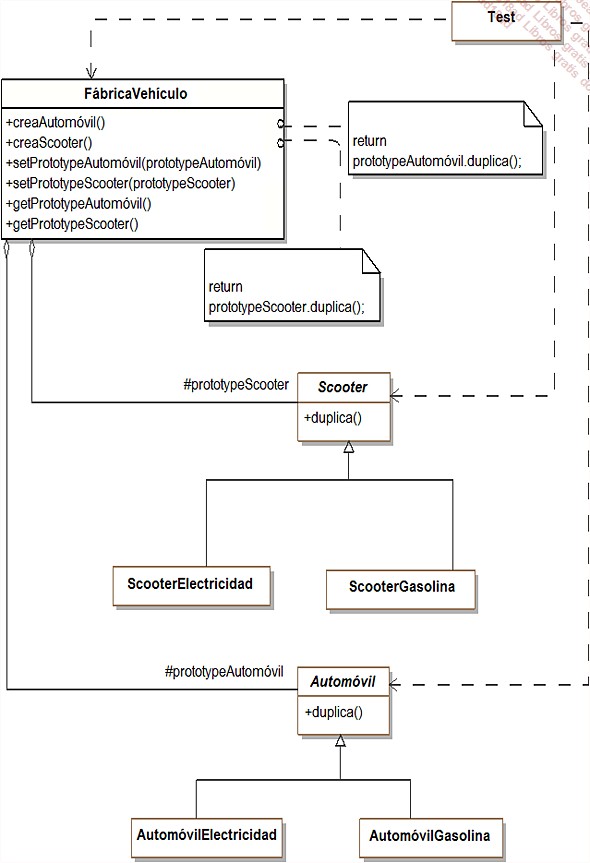 Test
FábricaVehículo
+creaAutomóvil()
+creaScooter()
+setPrototypeAutomóvil(prototypeAutomóvil)
+setPrototypeScooter(prototypeScooter)
+getPrototypeAutomóvil()
+getPrototypeScooter()
return
prototypeAutomóvil.duplica();
return
prototypeScooter.duplica();
#prototypeScooter
Scooter
+duplica()
ScooterElectricidad
ScooterGasolina
#prototypeAutomóvil
Automóvil
+duplica()
AutomóvilElectricidad
AutomóvilGasolina